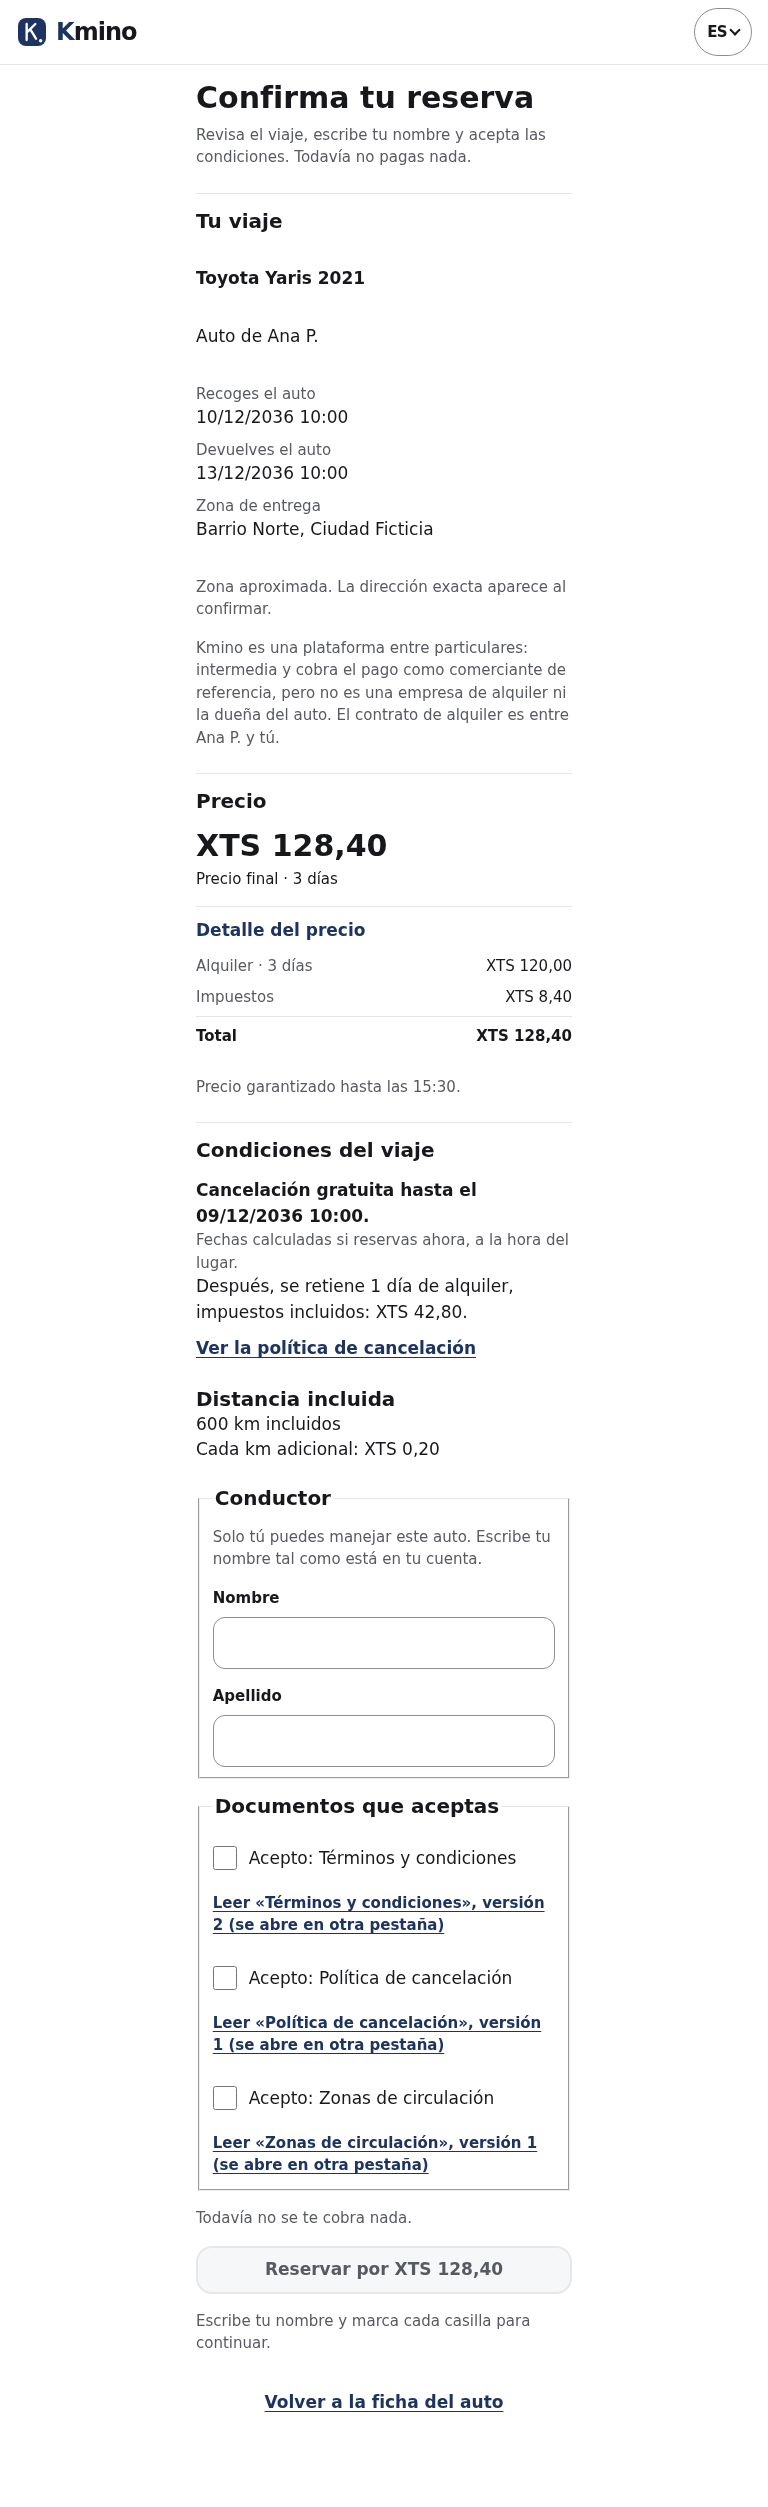 Kmino
ES
Confirma tu reserva
Revisa el viaje, escribe tu nombre y acepta las
condiciones. Todavía no pagas nada.
Tu viaje
Toyota Yaris 2021
Auto de Ana P.
Recoges el auto
10/12/2036 10:00
Devuelves el auto
13/12/2036 10:00
Zona de entrega
Barrio Norte, Ciudad Ficticia
Zona aproximada. La dirección exacta aparece al
confirmar.
Kmino es una plataforma entre particulares:
intermedia y cobra el pago como comerciante de
referencia, pero no es una empresa de alquiler ni
la dueña del auto. El contrato de alquiler es entre
Ana P. y tú.
Precio
XTS 128,40
Precio final · 3 días
Detalle del precio
Alquiler · 3 días XTS 120,00
Impuestos XTS 8,40
Total XTS 128,40
Precio garantizado hasta las 15:30.
Condiciones del viaje
Cancelación gratuita hasta el
09/12/2036 10:00.
Fechas calculadas si reservas ahora, a la hora del
lugar.
Después, se retiene 1 día de alquiler,
impuestos incluidos: XTS 42,80.
Ver la política de cancelación
Distancia incluida
600 km incluidos
Cada km adicional: XTS 0,20
Conductor
Solo tú puedes manejar este auto. Escribe tu
nombre tal como está en tu cuenta.
Nombre
Apellido
Documentos que aceptas
Acepto: Términos y condiciones
Leer «Términos y condiciones», versión
2 (se abre en otra pestaña)
Acepto: Política de cancelación
Leer «Política de cancelación», versión
1 (se abre en otra pestaña)
Acepto: Zonas de circulación
Leer «Zonas de circulación», versión 1
(se abre en otra pestaña)
Todavía no se te cobra nada.
Reservar por XTS 128,40
Escribe tu nombre y marca cada casilla para
continuar.
Volver a la ficha del auto